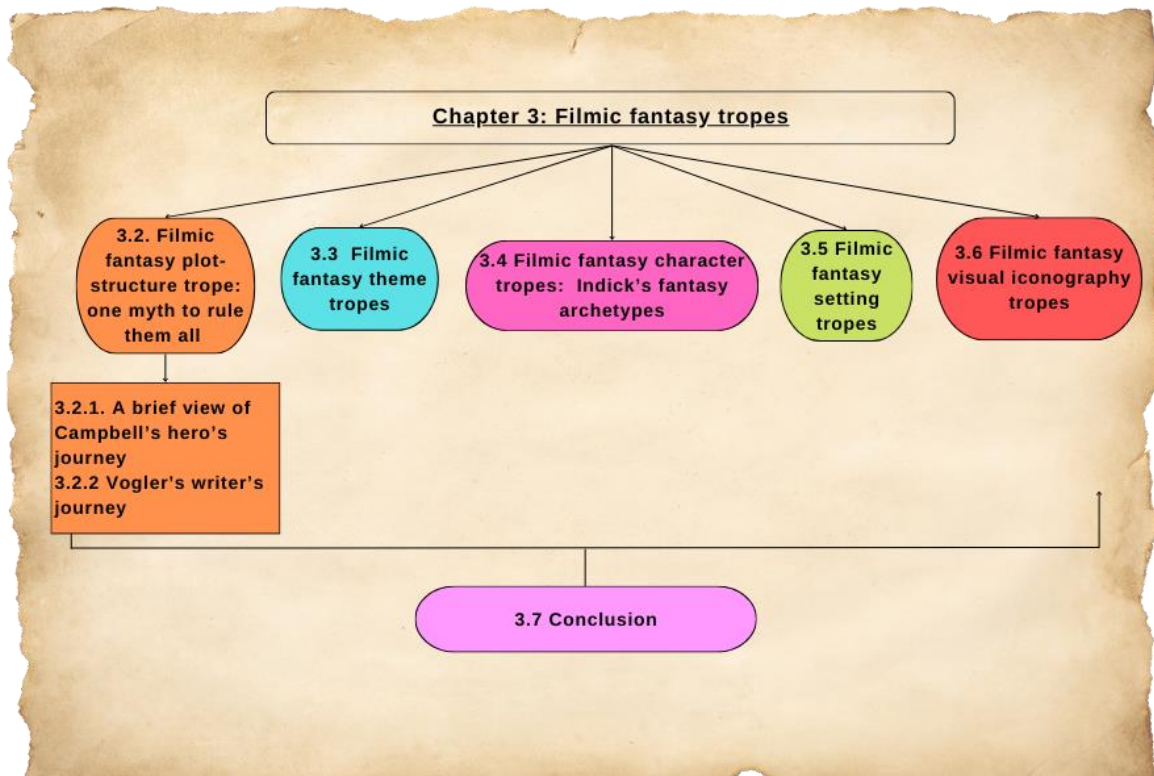 Chapter 3: Filmic fantasy tropes
3.2. Filmic
fantasy plot-
structure trope:
one myth to rule
them all
3.3 Filmic
fantasy theme
tropes
3.4 Filmic fantasy character
tropes: Indick's fantasy
archetypes
3.5 Filmic
fantasy
setting
tropes
3.6 Filmic fantasy
visual iconography
tropes
3.2.1. A brief view of
Campbell's hero's
journey
3.2.2 Vogler's writer's
journey
3.7 Conclusion